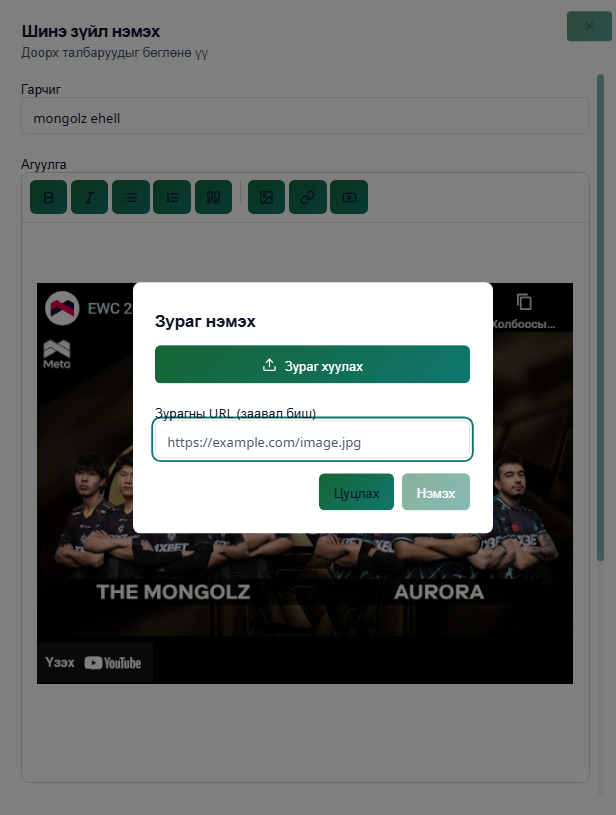 Шинэ зүйл нэмэх
Доорх талбаруудыг бөглөнө үү
Гарчиг
mongolz ehell
Агуулга
B I
EWC 2
Холбоосы...
Meta
Зураг нэмэх
Зураг хуулах
Зурагны URL (заавал биш)
https://example.com/image.jpg
Цуцлах Нэмэх
1XBET
THE MONGOLZ AURORA
Үзэх YouTube